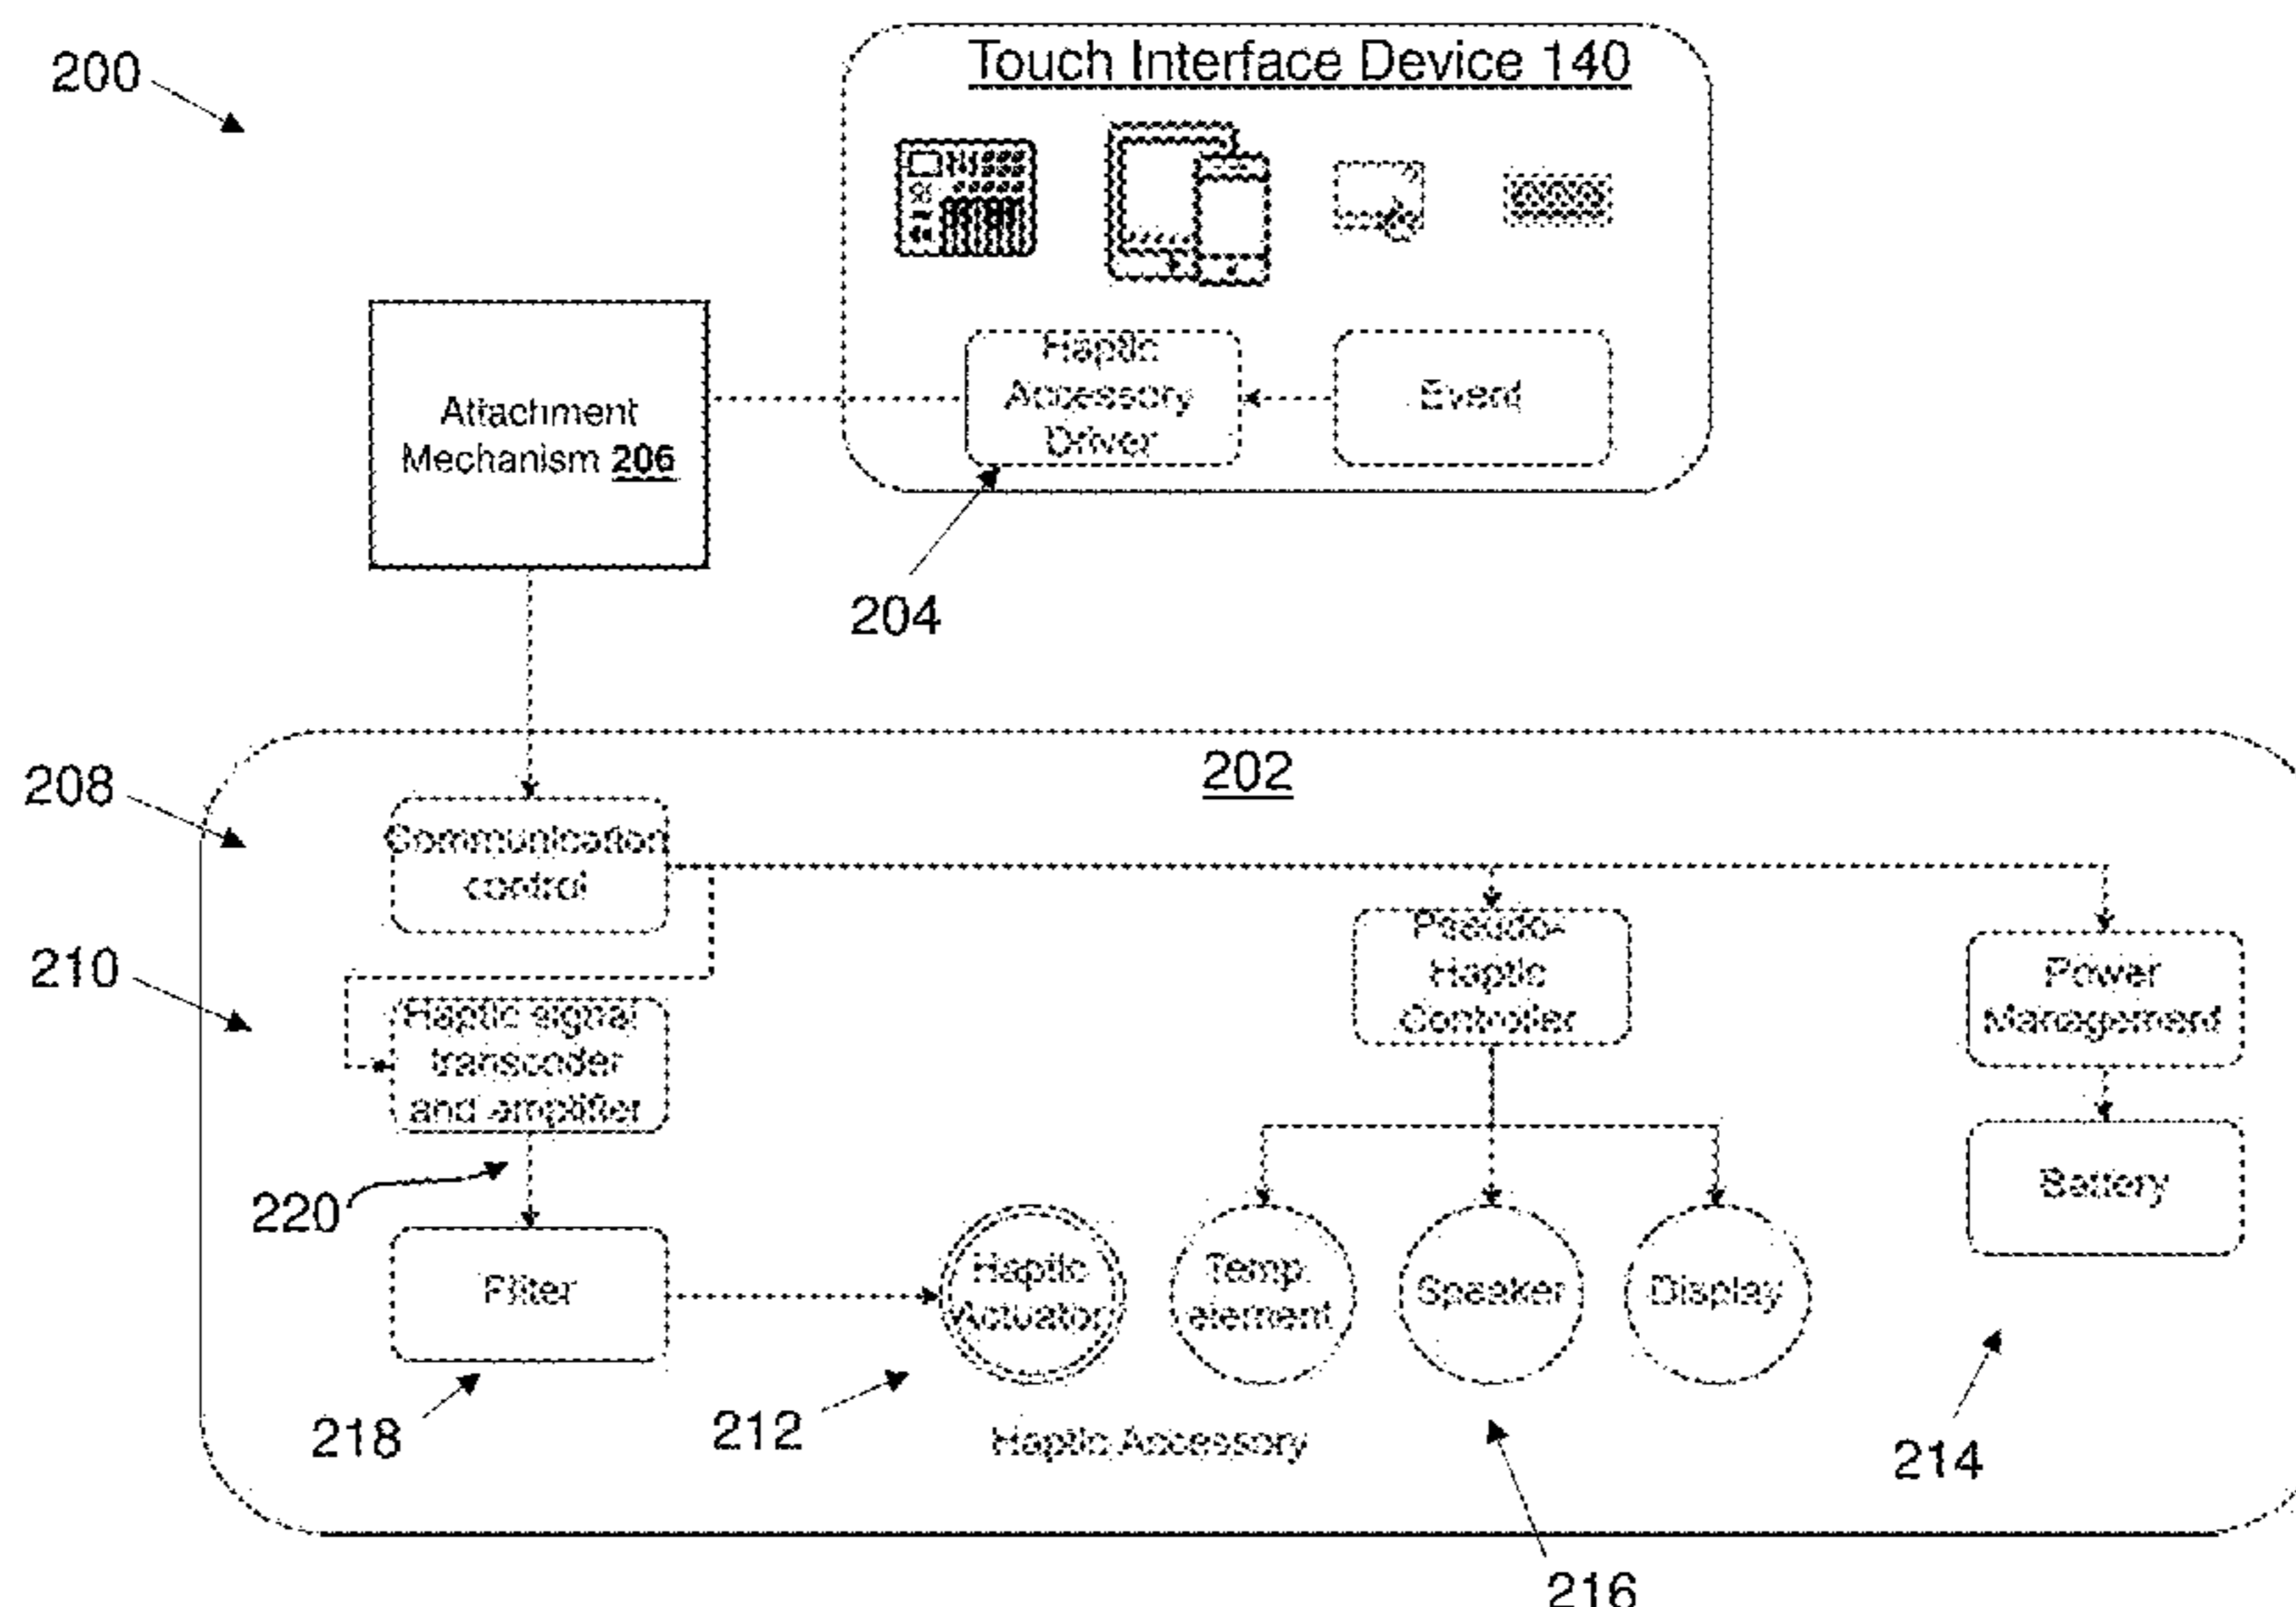 200
Touch Interface Device 140
Attachment
Mechanism 206
Haptic
Accessory
Driver
Event
204
202
208
Communication
control
210
Haptic signal
transcoder
and amplifier
Pseudo-
Haptic
Controller
Power
Management
220
Battery
Filter
Haptic
Actuator
Temp.
element
Speaker
Display
218
212
Haptic Accessory
214
216